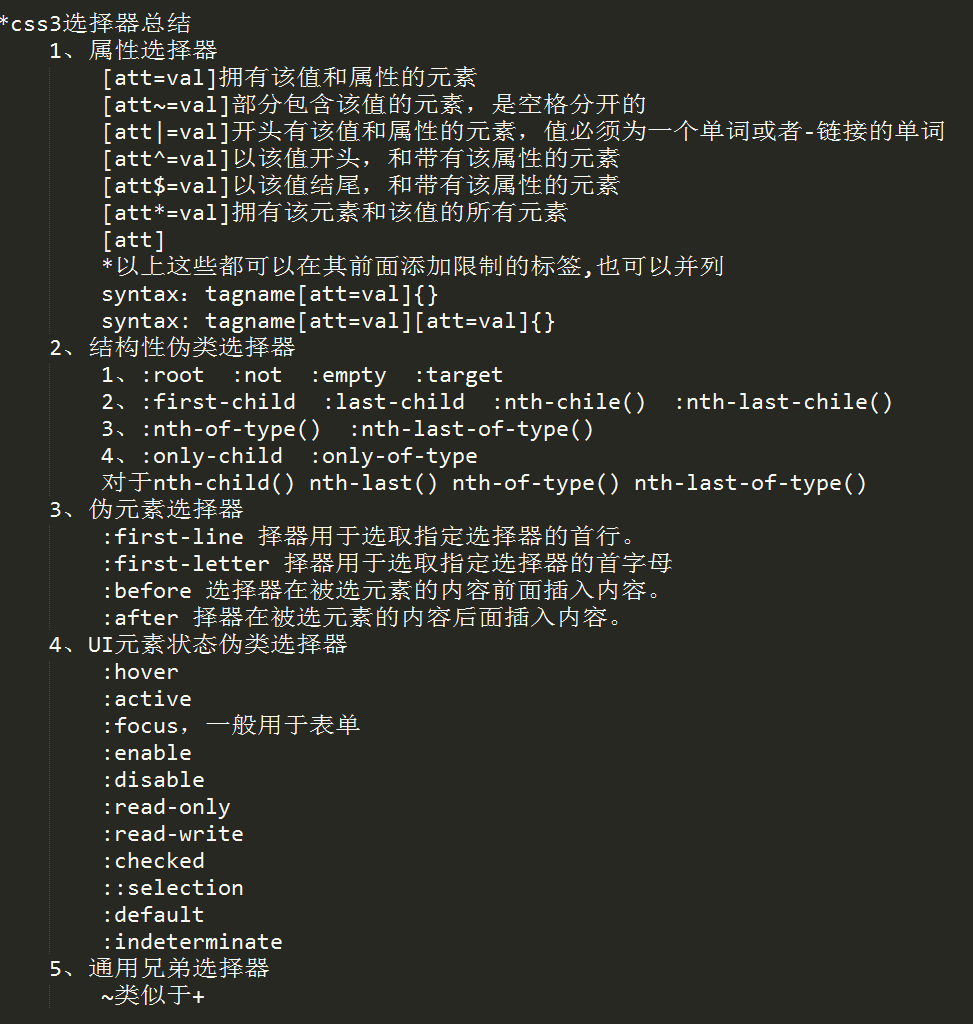 *css3选择器总结
1、属性选择器
[att=val]拥有该值和属性的元素
[att~=val]部分包含该值的元素，是空格分开的
[att|=val]开头有该值和属性的元素，值必须为一个单词或者-链接的单词
[att^=val]以该值开头，和带有该属性的元素
[att$=val]以该值结尾，和带有该属性的元素
[att*=val]拥有该元素和该值的所有元素
[att]
*以上这些都可以在其前面添加限制的标签,也可以并列
syntax：tagname[att=val]{}
syntax: tagname[att=val][att=val]{}
2、结构性伪类选择器
1、:root  :not  :empty  :target
2、:first-child  :last-child  :nth-chile()  :nth-last-chile()
3、:nth-of-type()  :nth-last-of-type()
4、:only-child  :only-of-type
对于nth-child() nth-last() nth-of-type() nth-last-of-type()
3、伪元素选择器
:first-line 择器用于选取指定选择器的首行。
:first-letter 择器用于选取指定选择器的首字母
:before 选择器在被选元素的内容前面插入内容。
:after 择器在被选元素的内容后面插入内容。
4、UI元素状态伪类选择器
:hover
:active
:focus，一般用于表单
:enable
:disable
:read-only
:read-write
:checked
::selection
:default
:indeterminate
5、通用兄弟选择器
~类似于+